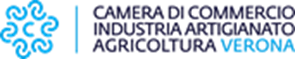 CAMERA DI COMMERCIO
INDUSTRIA ARTIGIANATO
AGRICOLTURA VERONA